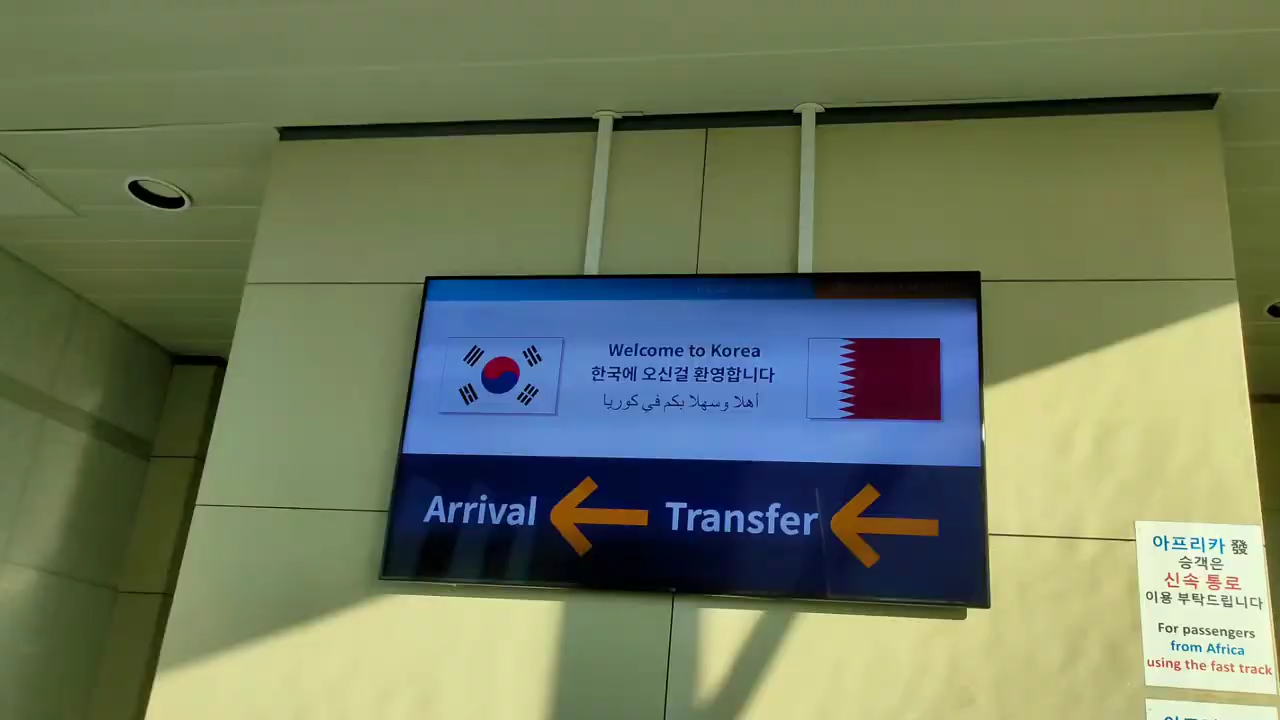 Welcome to Korea
한국에 오신걸 환영합니다
أهلا وسهلا بكم في كوريا
Arrival
Transfer
아프리카 發
승객은
신속 통로
이용 부탁드립니다
For passengers
from Africa
using the fast track